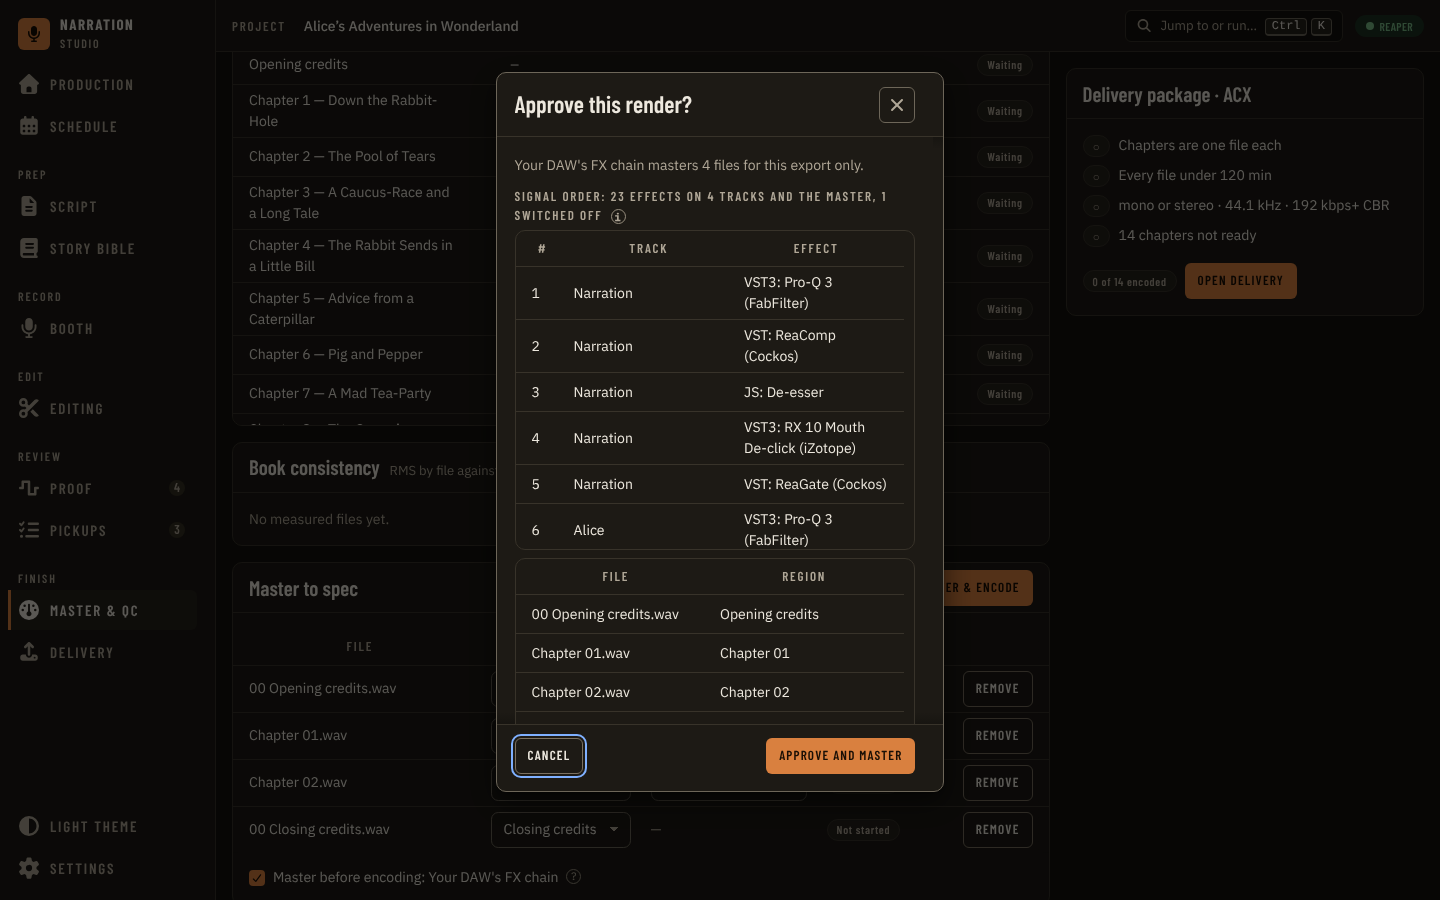 NARRATION
STUDIO
PRODUCTION
SCHEDULE
PREP
SCRIPT
STORY BIBLE
RECORD
BOOTH
EDIT
EDITING
REVIEW
PROOF 4
PICKUPS 3
FINISH
MASTER & QC
DELIVERY
LIGHT THEME
SETTINGS
PROJECT Alice's Adventures in Wonderland
Jump to or run... Ctrl K
REAPER
Opening credits — Waiting
Chapter 1 — Down the Rabbit-
Hole
Waiting
Chapter 2 — The Pool of Tears Waiting
Chapter 3 — A Caucus-Race and
a Long Tale
Waiting
Chapter 4 — The Rabbit Sends in
a Little Bill
Waiting
Chapter 5 — Advice from a
Caterpillar
Waiting
Chapter 6 — Pig and Pepper Waiting
Chapter 7 — A Mad Tea-Party Waiting
Book consistency RMS by file agains
No measured files yet.
Master to spec
ER & ENCODE
FILE
00 Opening credits.wav REMOVE
Chapter 01.wav REMOVE
Chapter 02.wav REMOVE
00 Closing credits.wav Closing credits — Not started REMOVE
Master before encoding: Your DAW's FX chain ?
Delivery package · ACX
Chapters are one file each
Every file under 120 min
mono or stereo · 44.1 kHz · 192 kbps+ CBR
14 chapters not ready
0 of 14 encoded OPEN DELIVERY
Approve this render?
Your DAW's FX chain masters 4 files for this export only.
SIGNAL ORDER: 23 EFFECTS ON 4 TRACKS AND THE MASTER, 1
SWITCHED OFF i
# TRACK EFFECT
1 Narration VST3: Pro-Q 3
(FabFilter)
2 Narration VST: ReaComp
(Cockos)
3 Narration JS: De-esser
4 Narration VST3: RX 10 Mouth
De-click (iZotope)
5 Narration VST: ReaGate (Cockos)
6 Alice VST3: Pro-Q 3
(FabFilter)
FILE REGION
00 Opening credits.wav Opening credits
Chapter 01.wav Chapter 01
Chapter 02.wav Chapter 02
CANCEL APPROVE AND MASTER